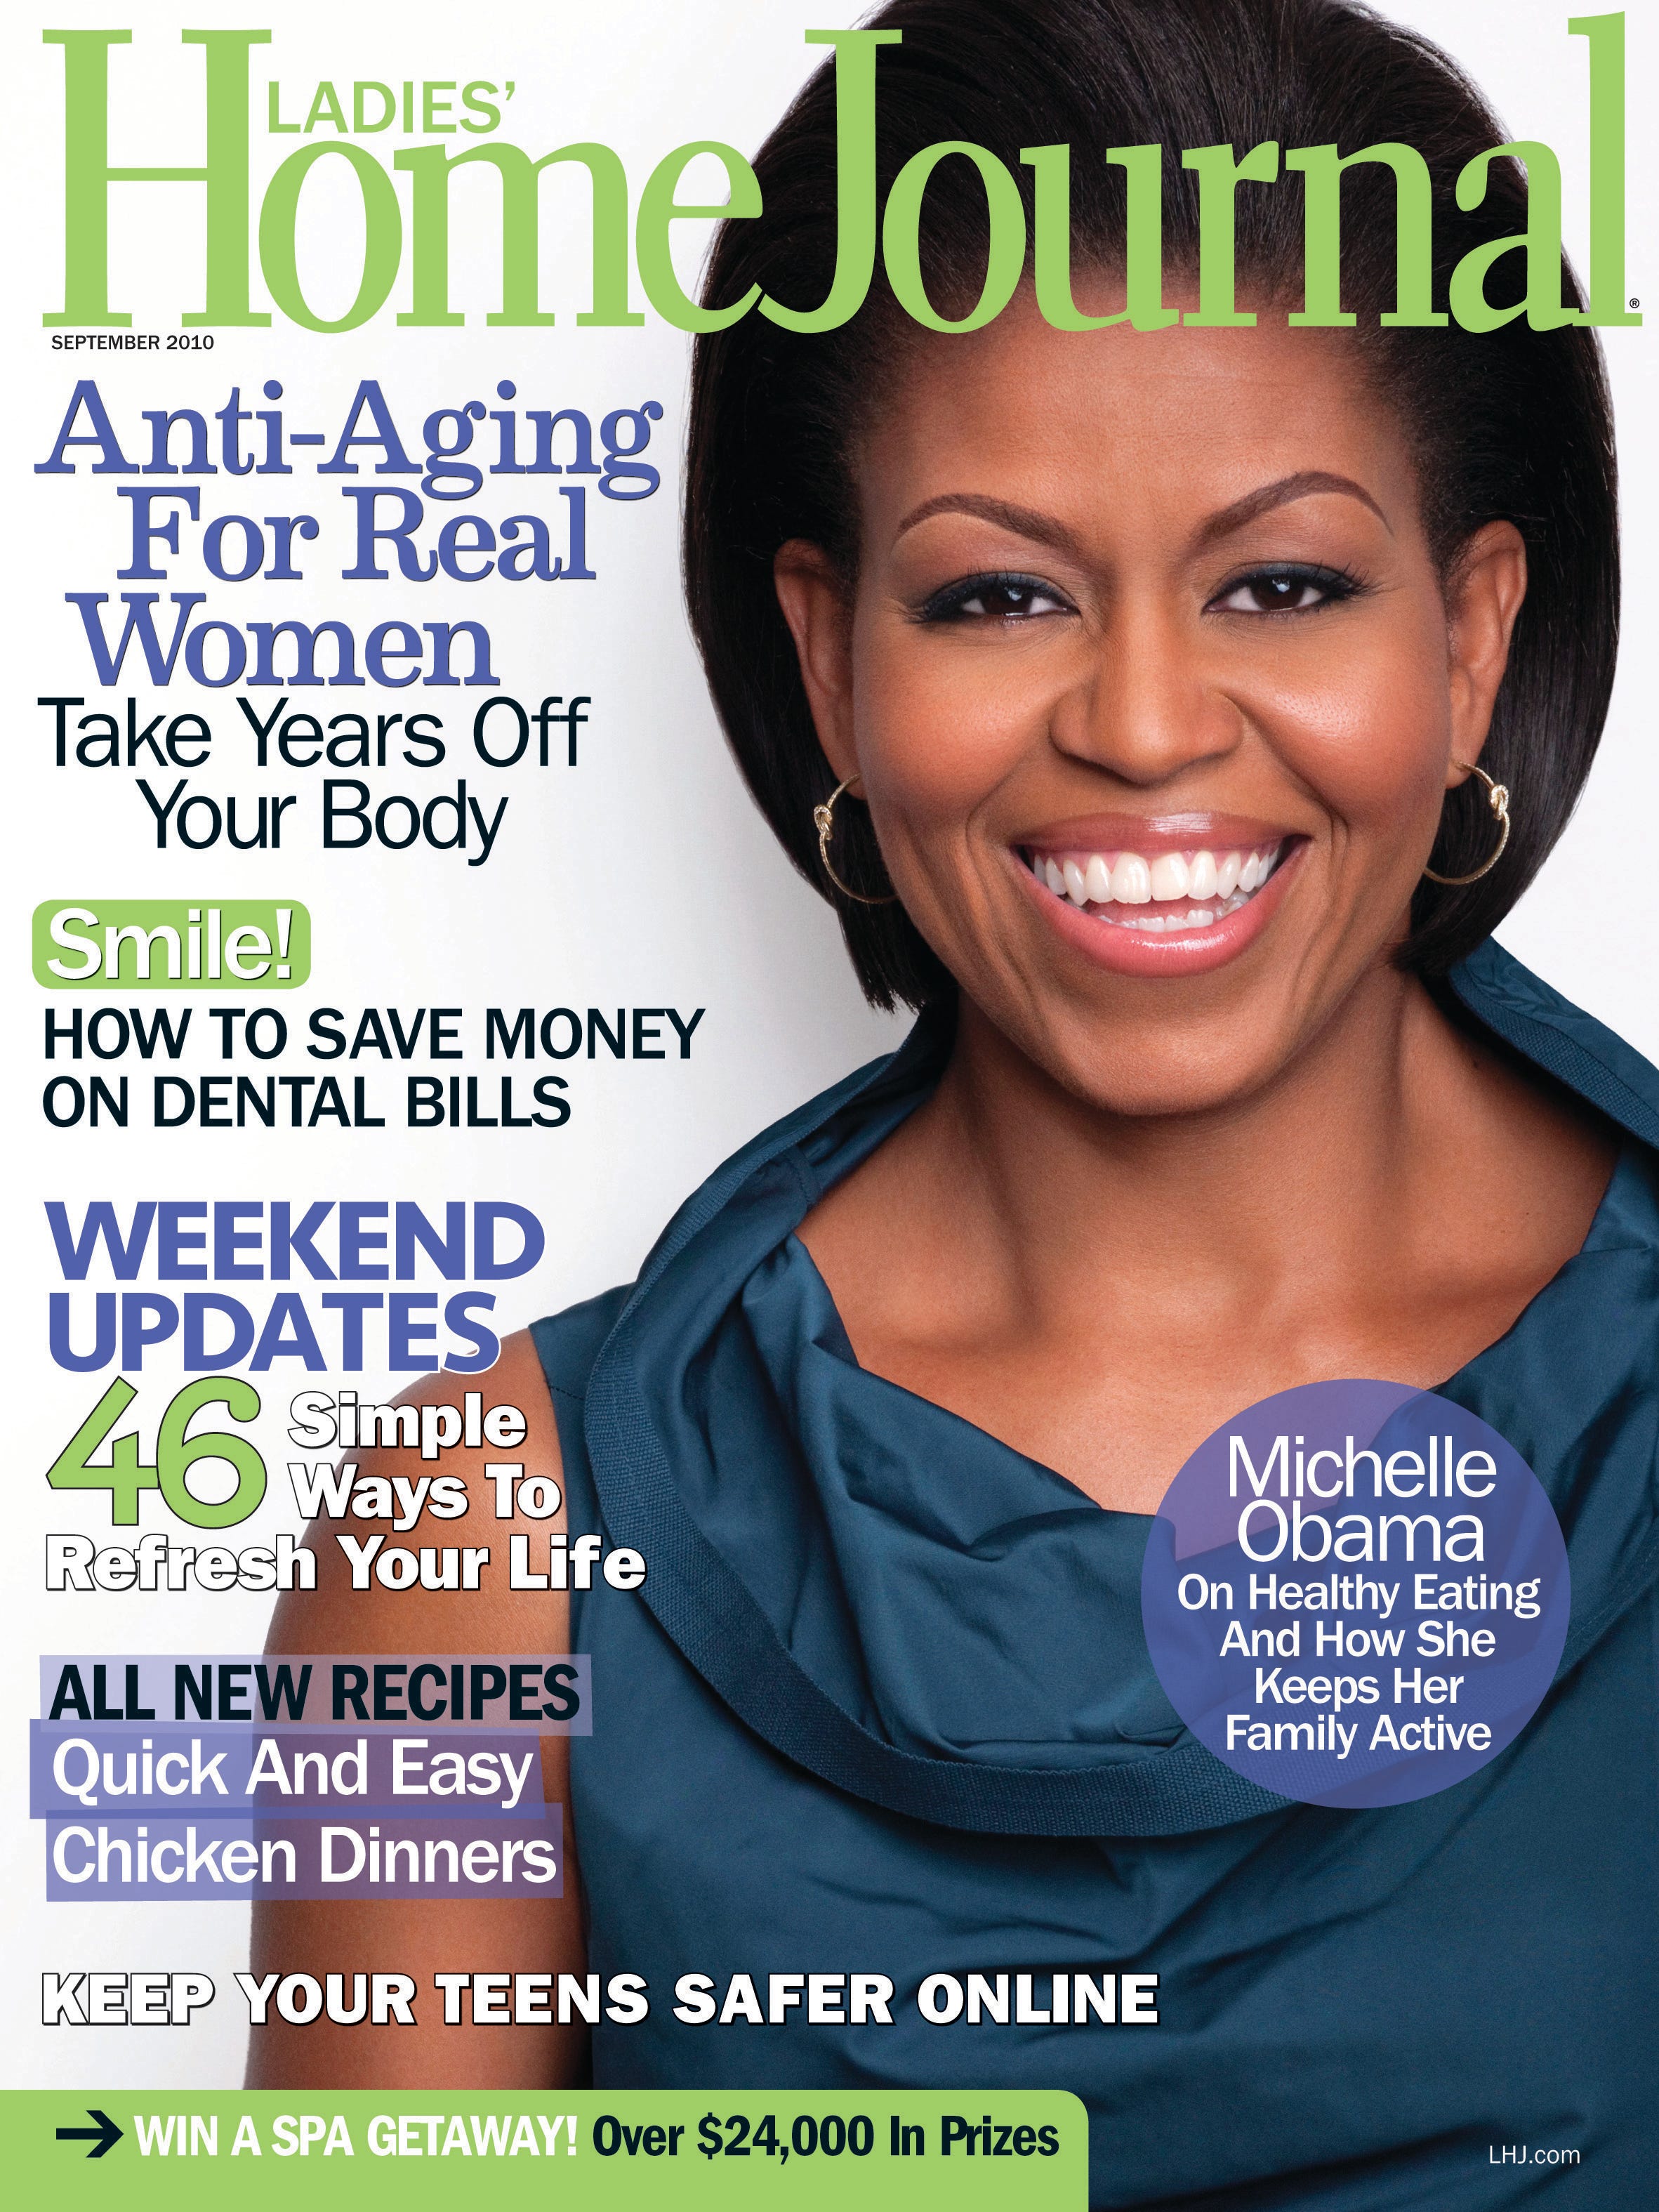 LADIES'
Home Journal®
SEPTEMBER 2010
Anti-Aging
For Real
Women
Take Years Off
Your Body
Smile!
HOW TO SAVE MONEY
ON DENTAL BILLS
WEEKEND
UPDATES
46 Simple
Ways To
Refresh Your Life
Michelle
Obama
On Healthy Eating
And How She
Keeps Her
Family Active
ALL NEW RECIPES
Quick And Easy
Chicken Dinners
KEEP YOUR TEENS SAFER ONLINE
→ WIN A SPA GETAWAY! Over $24,000 In Prizes
LHJ.com